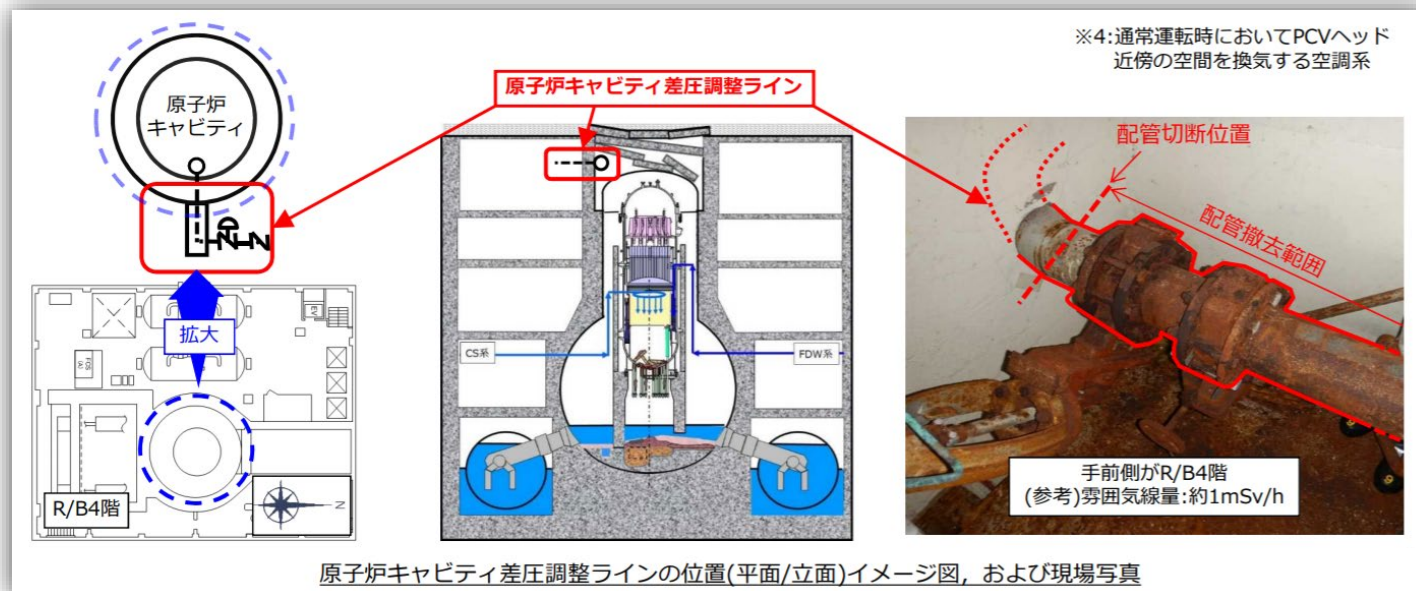 ※4:通常運転時においてPCVヘッド
近傍の空間を換気する空調系
原子炉
キャビティ
原子炉キャビティ差圧調整ライン
配管切断位置
配管撤去範囲
拡大
EV
FCS
(A)
R/B4階
N
CS系
FDW系
手前側がR/B4階
(参考)雰囲気線量:約1mSv/h
原子炉キャビティ差圧調整ラインの位置(平面/立面)イメージ図, および現場写真